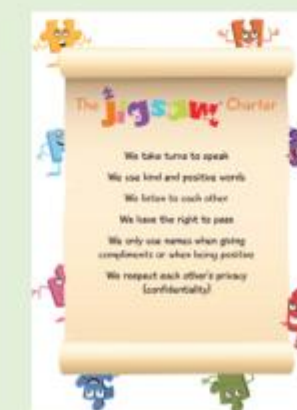 The Jigsaw Charter
We take turns to speak
We use kind and positive words
We listen to each other
We have the right to pass
We only use names when giving
compliments or when being positive
We respect each other's privacy
(confidentiality)